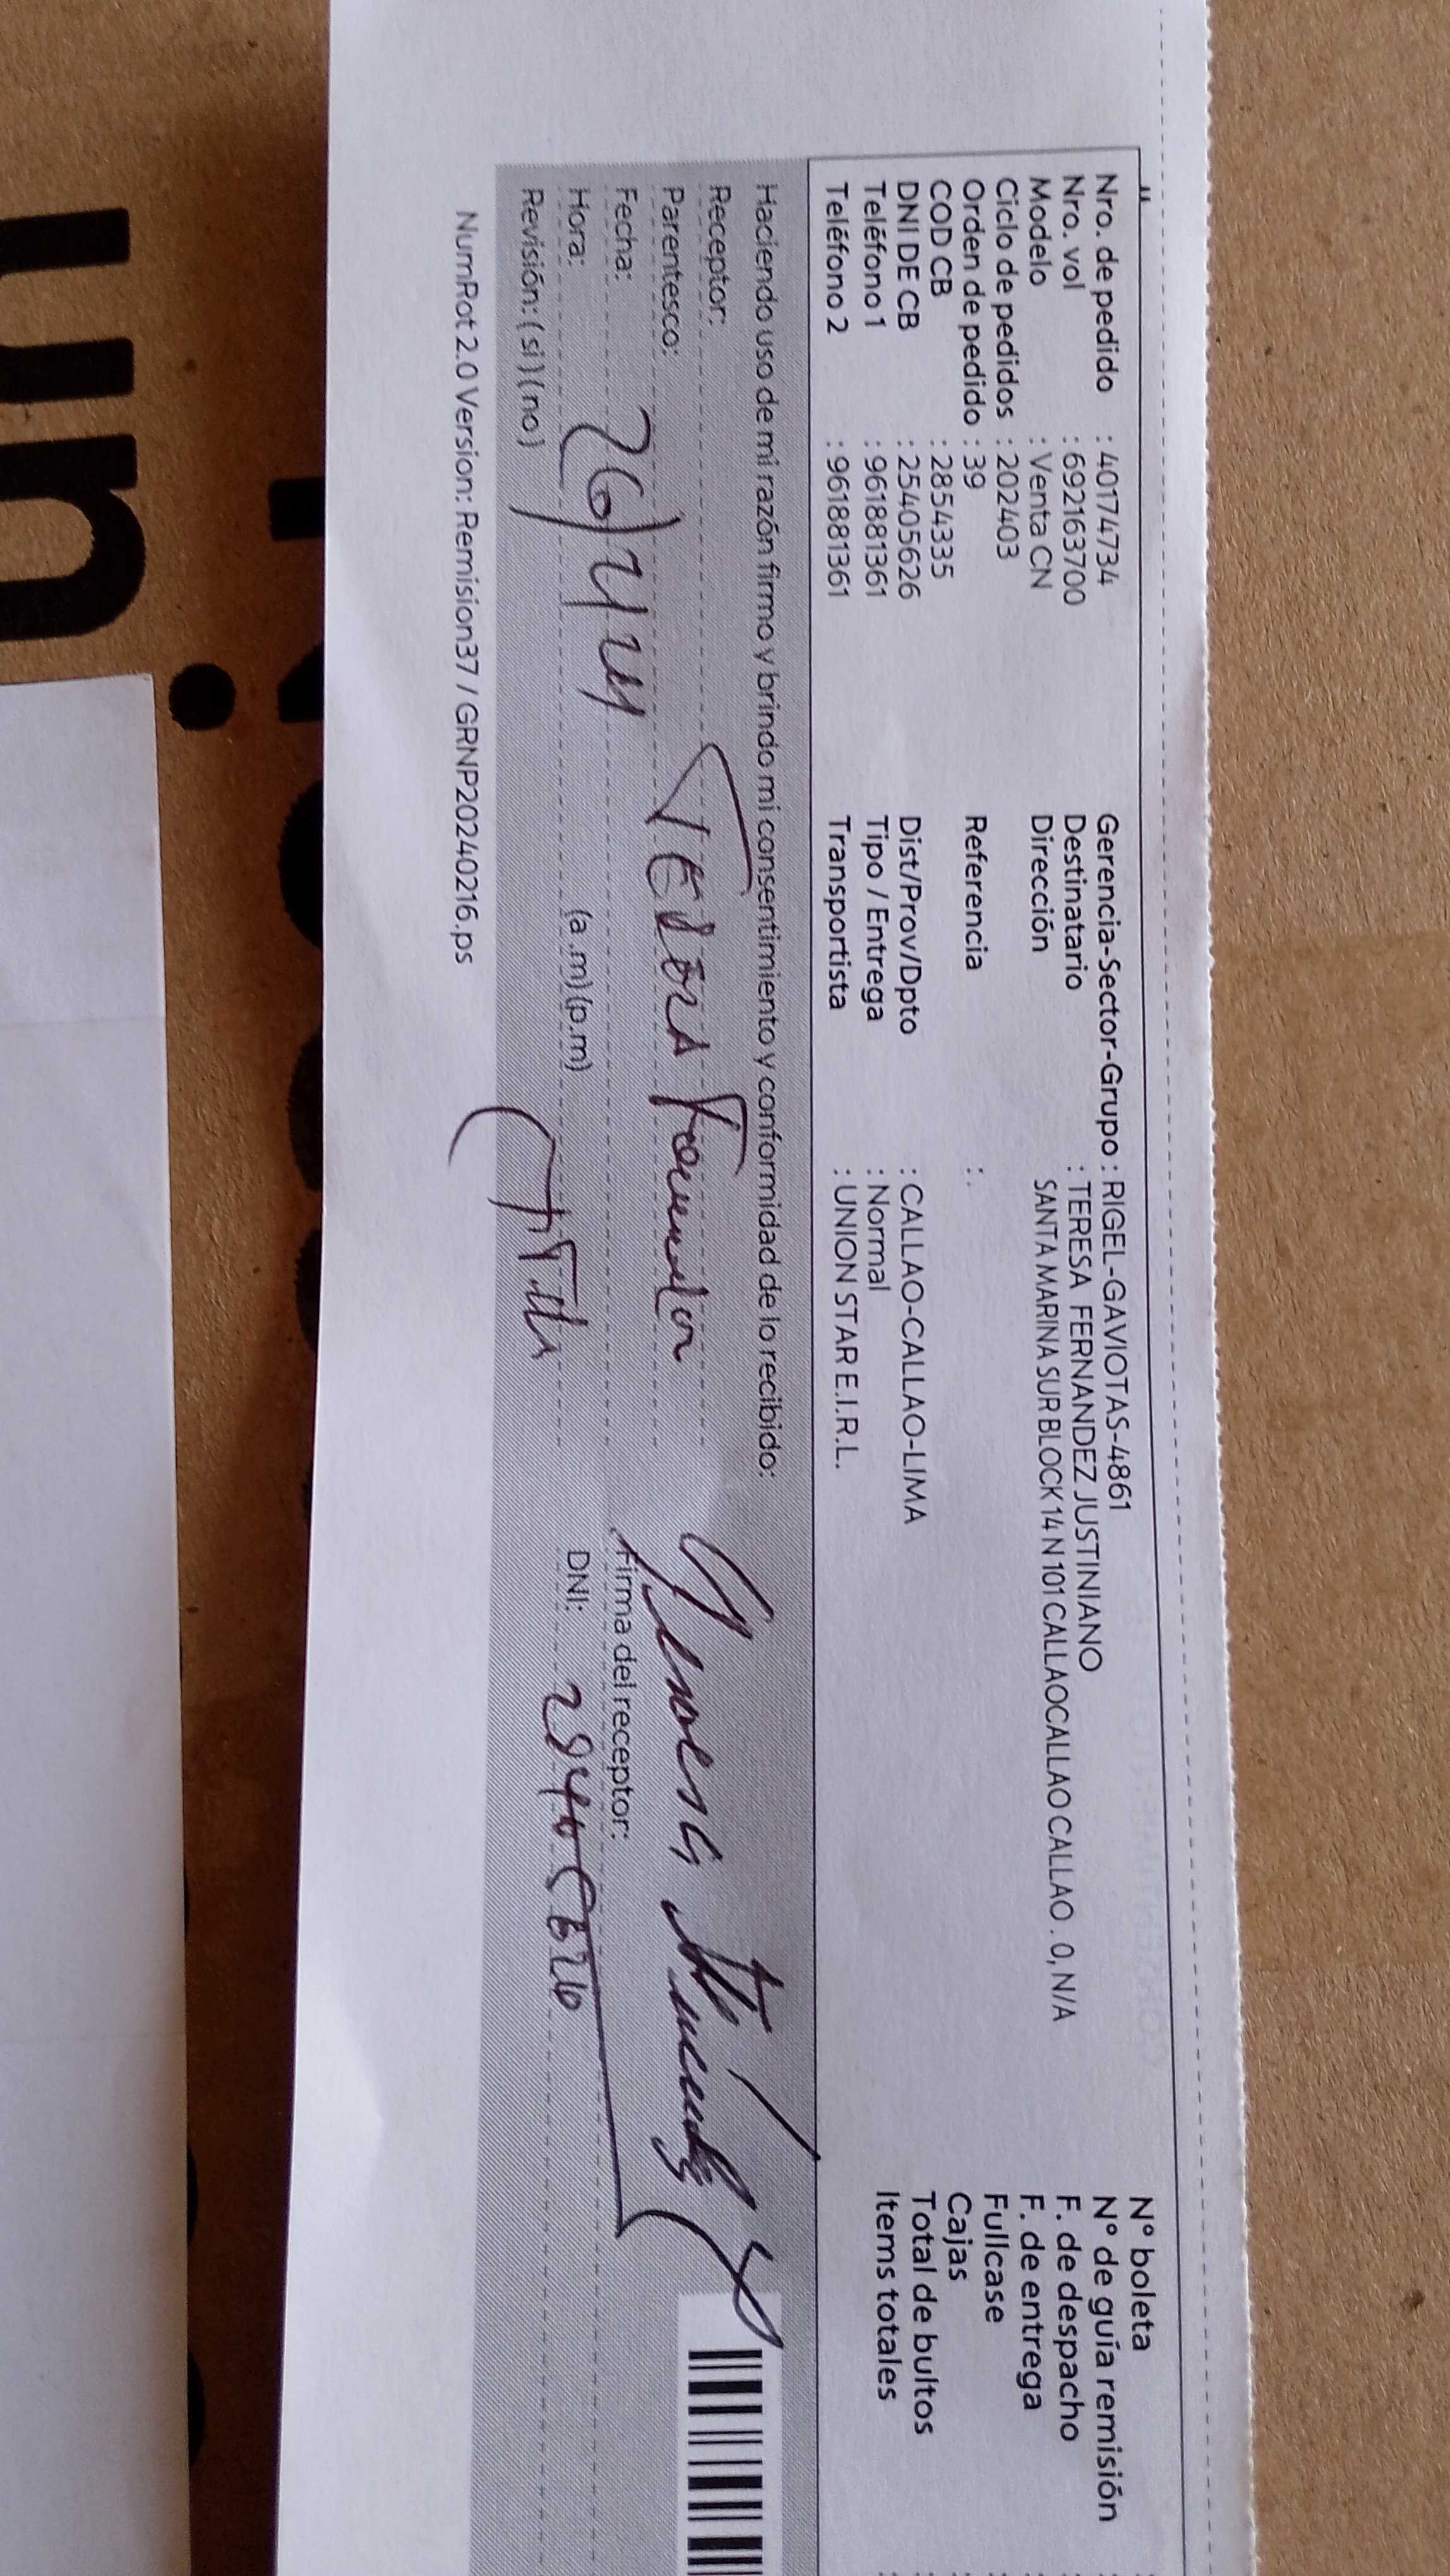 Nro. de pedido : 40174734
Nro. vol : 692163700
Modelo : Venta CN
Ciclo de pedidos : 202403
Orden de pedido : 39
COD CB : 2854335
DNI DE CB : 25405626
Teléfono 1 : 961881361
Teléfono 2 : 961881361
Gerencia-Sector-Grupo : RIGEL-GAVIOTAS-4861
Destinatario : TERESA FERNANDEZ JUSTINIANO
Dirección SANTA MARINA SUR BLOCK 14 N 101 CALLAOCALLAO CALLAO . 0, N/A
Referencia : .
Dist/Prov/Dpto : CALLAO-CALLAO-LIMA
Tipo / Entrega : Normal
Transportista : UNION STAR E.I.R.L.
N° boleta
N° de guía remisión
F. de despacho
F. de entrega
Fullcase
Cajas
Total de bultos
Items totales
Haciendo uso de mi razón firmo y brindo mi consentimiento y conformidad de lo recibido:
Receptor:
Parentesco:
Fecha: 26/2/24
Hora: (a.m)(p.m)
Revisión: (si)(no)
Firma del receptor:
DNI:
NumRot 2.0 Version: Remision37 / GRNP20240216.ps
un